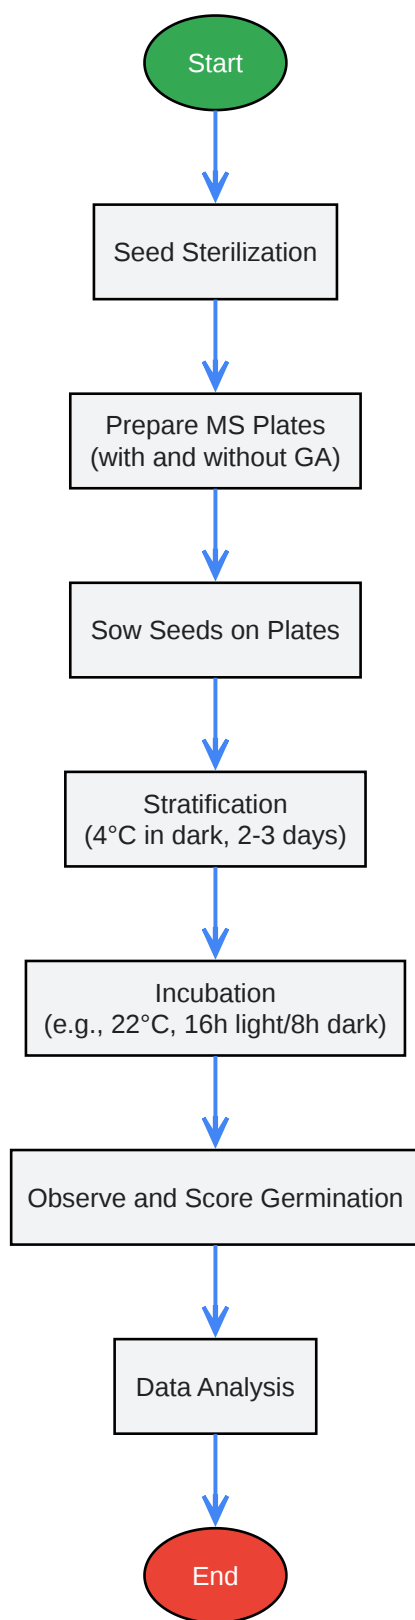 Start
Seed Sterilization
Prepare MS Plates
(with and without GA)
Sow Seeds on Plates
Stratification
(4°C in dark, 2-3 days)
Incubation
(e.g., 22°C, 16h light/8h dark)
Observe and Score Germination
Data Analysis
End